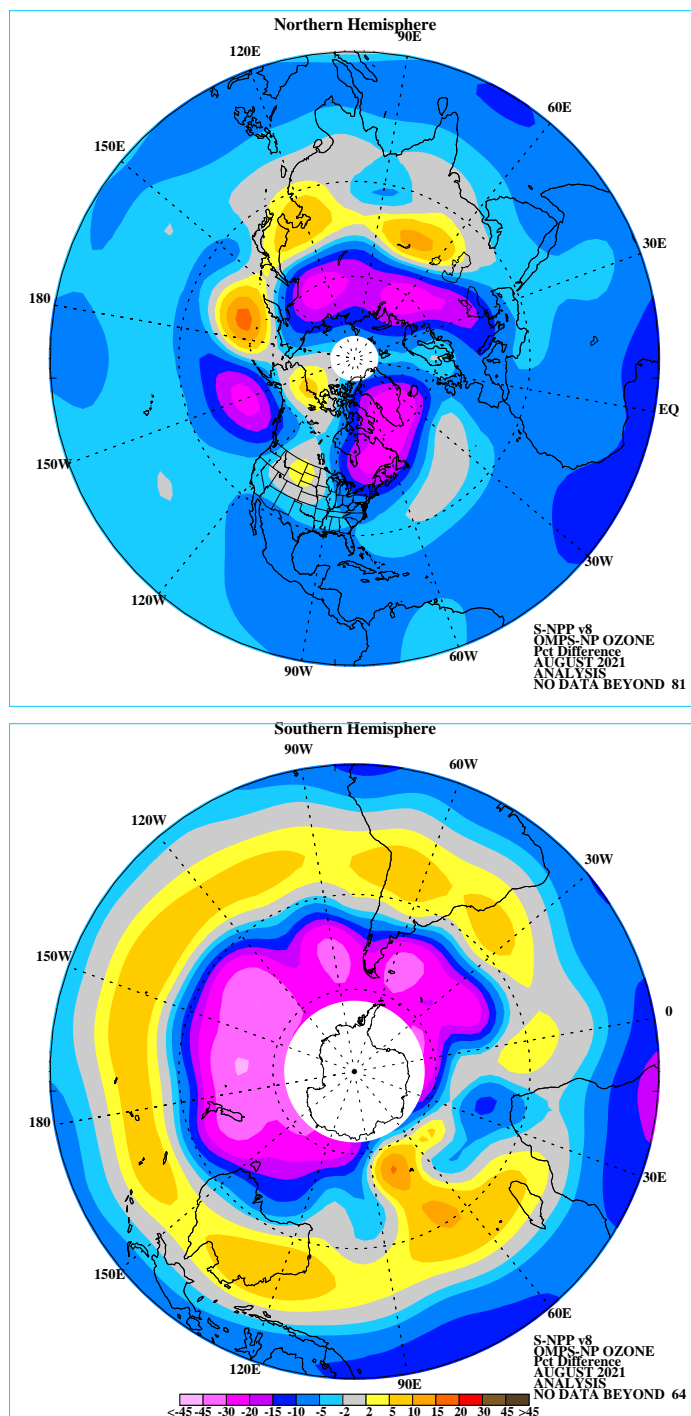 Northern Hemisphere
90E
120E
60E
150E
30E
180
EQ
150W
30W
120W
60W
90W
S-NPP v8
OMPS-NP OZONE
Pct Difference
AUGUST 2021
ANALYSIS
NO DATA BEYOND 81
Southern Hemisphere
90W
60W
120W
30W
150W
0
180
30E
150E
60E
120E
90E
S-NPP v8
OMPS-NP OZONE
Pct Difference
AUGUST 2021
ANALYSIS
NO DATA BEYOND 64
<-45 -45 -30 -20 -15 -10 -5 -2 2 5 10 15 20 30 45 >45